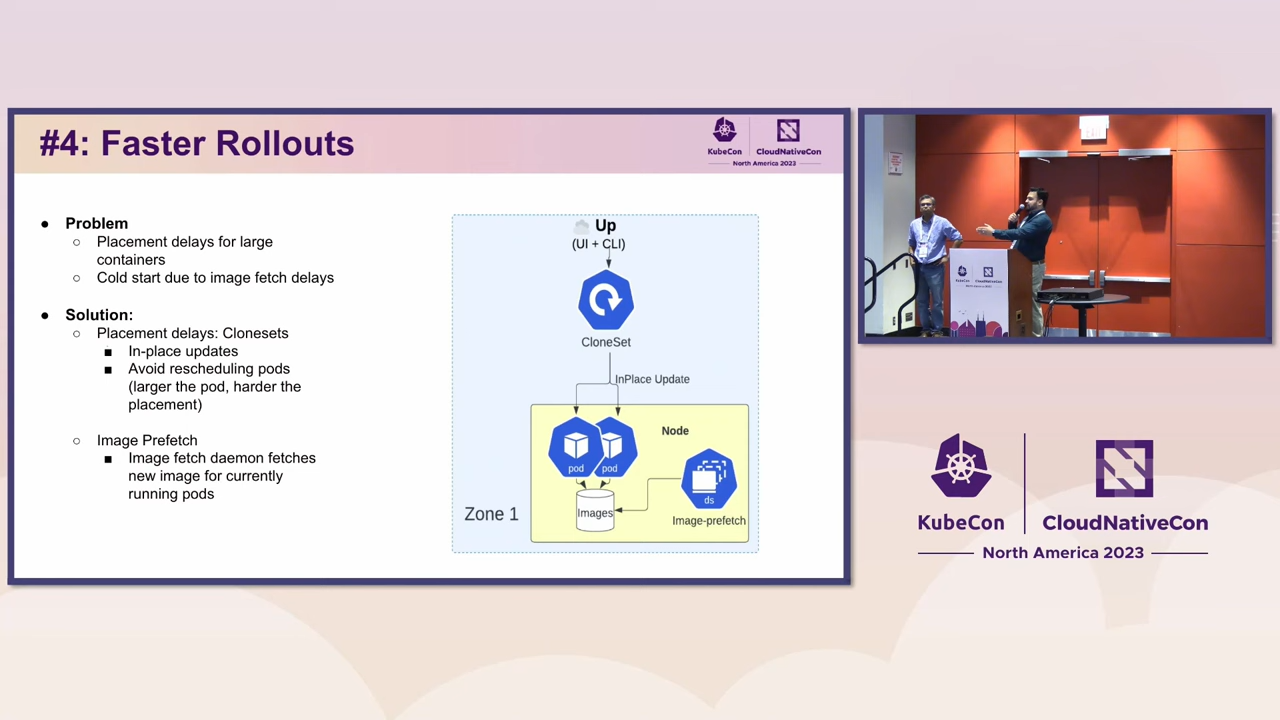 #4: Faster Rollouts
KubeCon
CloudNativeCon
North America 2023
● Problem
○ Placement delays for large
containers
○ Cold start due to image fetch delays
● Solution:
○ Placement delays: Clonesets
■ In-place updates
■ Avoid rescheduling pods
(larger the pod, harder the
placement)
○ Image Prefetch
■ Image fetch daemon fetches
new image for currently
running pods
Up
(UI + CLI)
CloneSet
InPlace Update
Node
pod
pod
ds
Images
Image-prefetch
Zone 1
KubeCon
CloudNativeCon
North America 2023